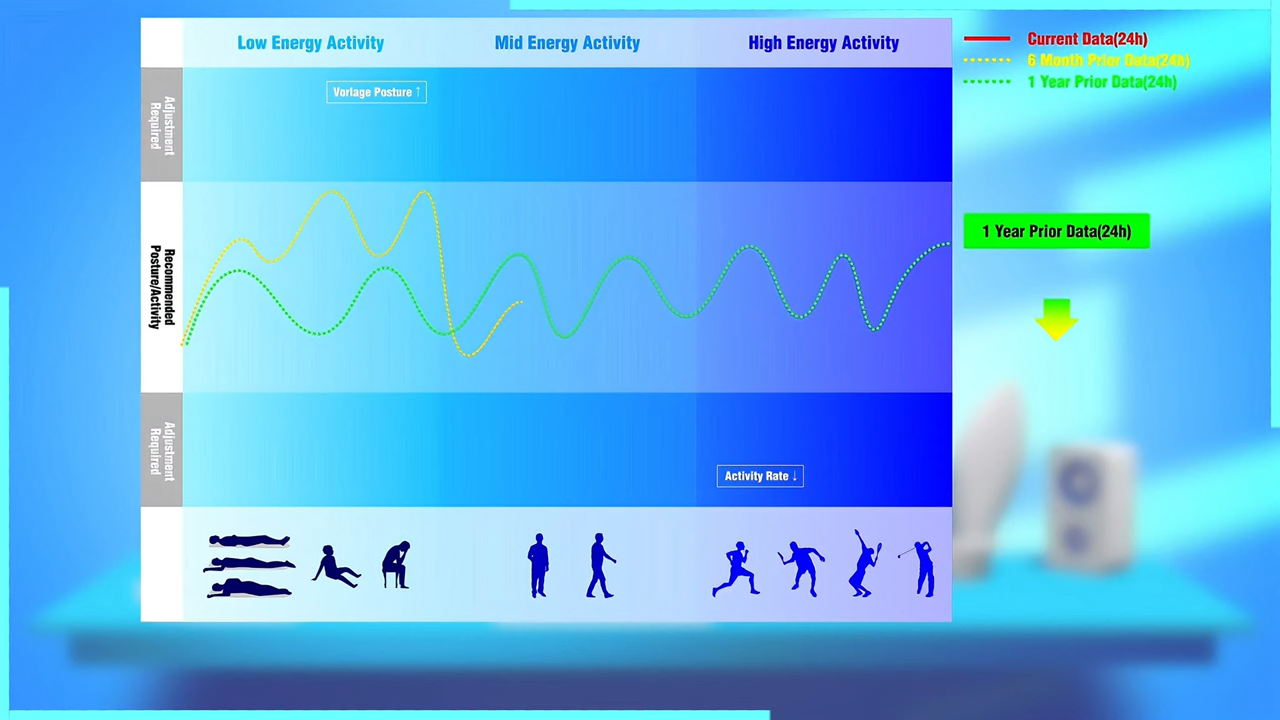 Low Energy Activity
Mid Energy Activity
High Energy Activity
Current Data(24h)
6 Month Prior Data(24h)
1 Year Prior Data(24h)
Adjustment
Required
Vorlage Posture ↑
Recommended
Posture/Activity
1 Year Prior Data(24h)
Adjustment
Required
Activity Rate ↓